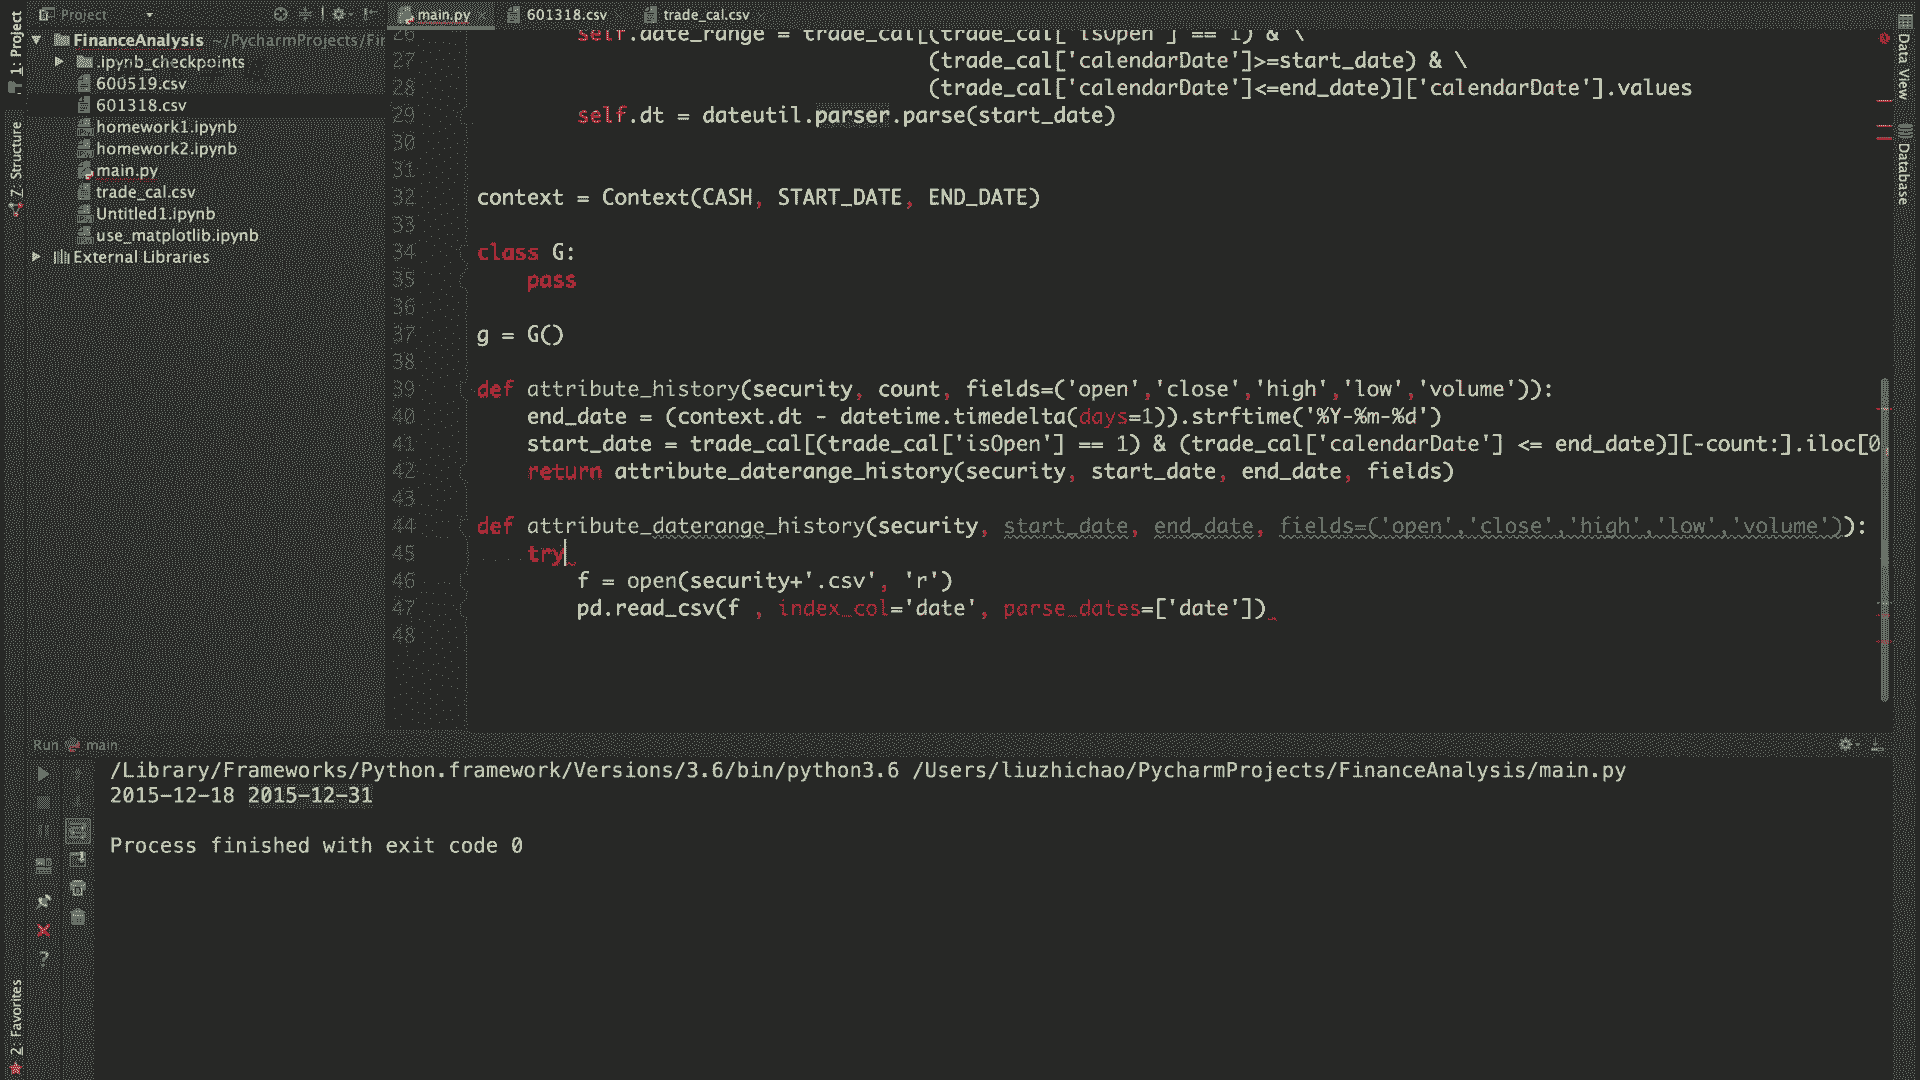 1: Project
7: Structure
2: Favorites
Project
FinanceAnalysis ~/PycharmProjects/Fir
.ipynb_checkpoints
600519.csv
601318.csv
homework1.ipynb
homework2.ipynb
main.py
trade_cal.csv
Untitled1.ipynb
use_matplotlib.ipynb
External Libraries
main.py
601318.csv
trade_cal.csv
26 self.date_range = trade_cal[(trade_cal['isOpen'] == 1) & \
27 (trade_cal['calendarDate']>=start_date) & \
28 (trade_cal['calendarDate']<=end_date)]['calendarDate'].values
29 self.dt = dateutil.parser.parse(start_date)
30
31
32 context = Context(CASH, START_DATE, END_DATE)
33
34 class G:
35 pass
36
37 g = G()
38
39 def attribute_history(security, count, fields=('open','close','high','low','volume')):
40 end_date = (context.dt - datetime.timedelta(days=1)).strftime('%Y-%m-%d')
41 start_date = trade_cal[(trade_cal['isOpen'] == 1) & (trade_cal['calendarDate'] <= end_date)][-count:].iloc[0
42 return attribute_daterange_history(security, start_date, end_date, fields)
43
44 def attribute_daterange_history(security, start_date, end_date, fields=('open','close','high','low','volume')):
45 try
46 f = open(security+'.csv', 'r')
47 pd.read_csv(f , index_col='date', parse_dates=['date'])
48
Data View
Database
Run main
/Library/Frameworks/Python.framework/Versions/3.6/bin/python3.6 /Users/liuzhichao/PycharmProjects/FinanceAnalysis/main.py
2015-12-18 2015-12-31
Process finished with exit code 0